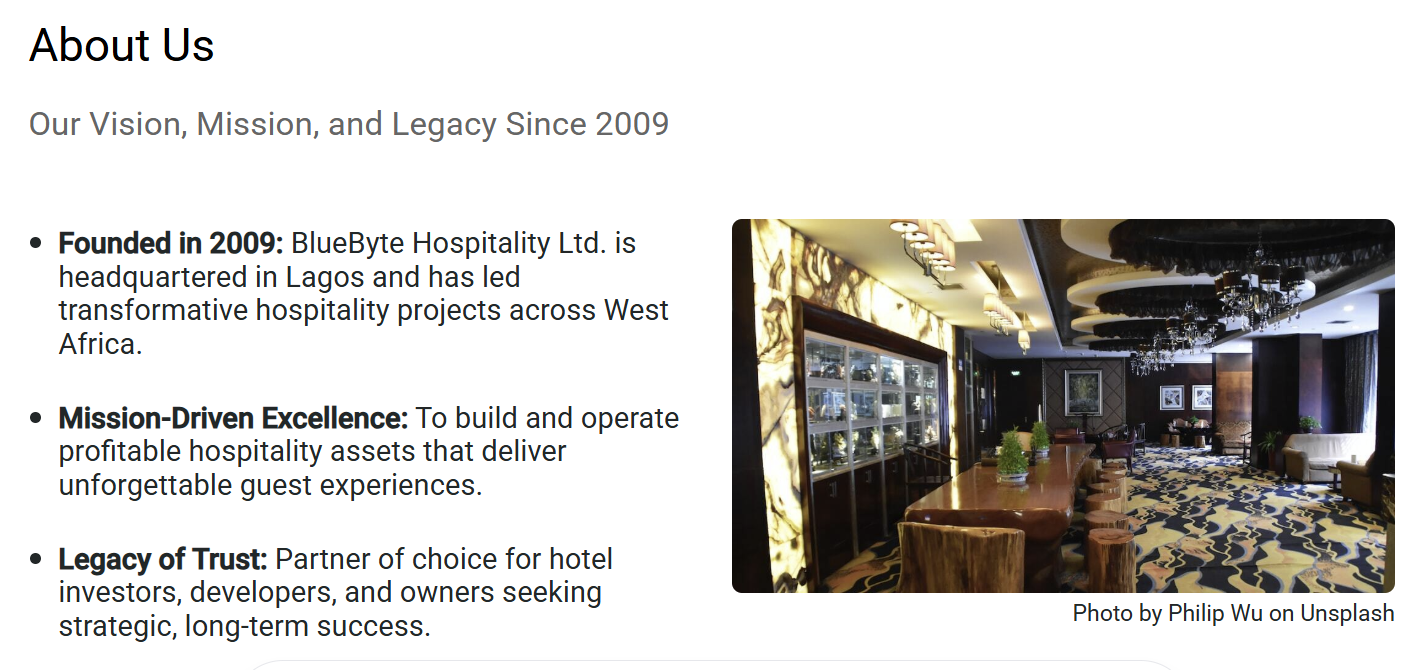 About Us
Our Vision, Mission, and Legacy Since 2009
Founded in 2009: BlueByte Hospitality Ltd. is
headquartered in Lagos and has led
transformative hospitality projects across West
Africa.
Mission-Driven Excellence: To build and operate
profitable hospitality assets that deliver
unforgettable guest experiences.
Legacy of Trust: Partner of choice for hotel
investors, developers, and owners seeking
strategic, long-term success.
Photo by Philip Wu on Unsplash